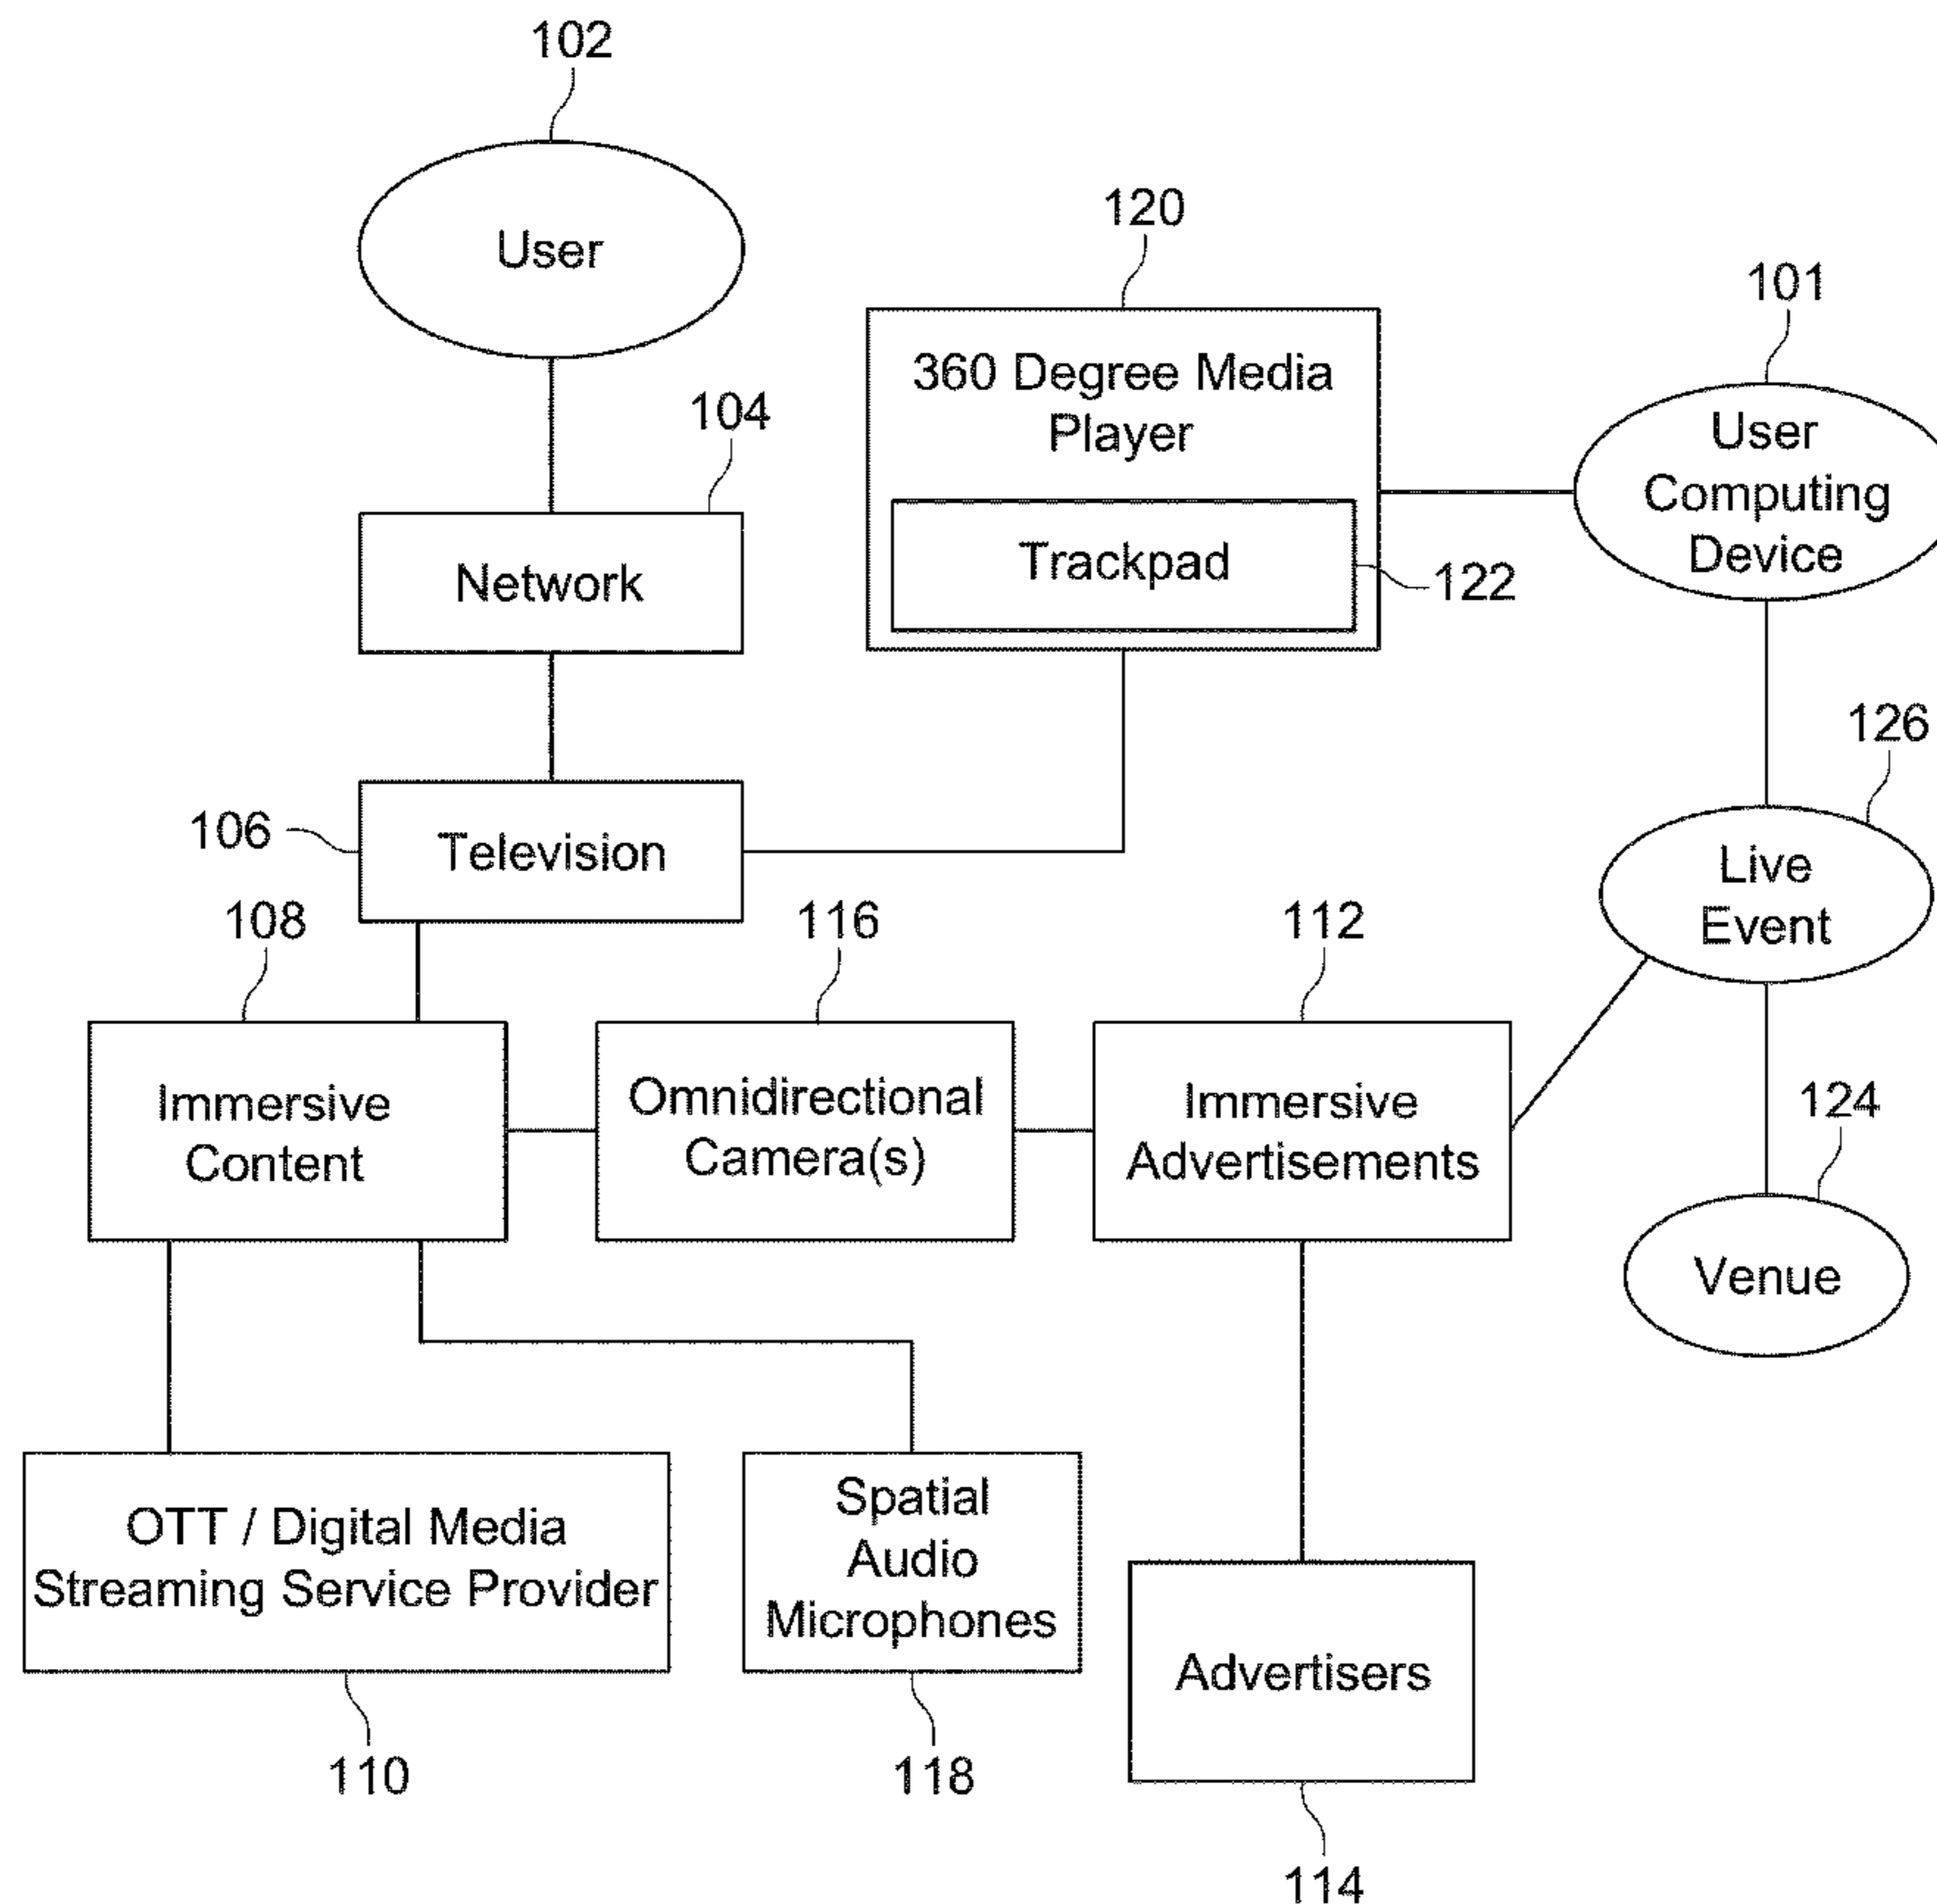 102
User
120
101
360 Degree Media
Player
User
Computing
Device
104
Network
Trackpad
122
126
106
Television
Live
Event
108
116
112
Immersive
Content
Omnidirectional
Camera(s)
Immersive
Advertisements
124
Venue
OTT / Digital Media
Streaming Service Provider
Spatial
Audio
Microphones
Advertisers
110
118
114